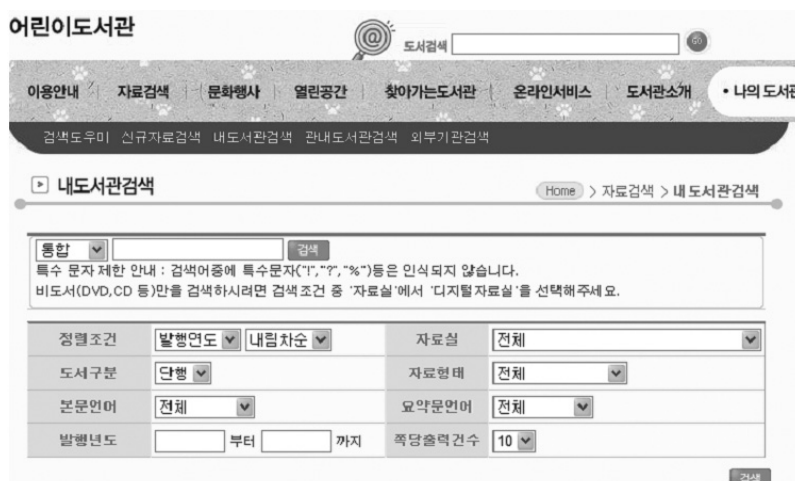 어린이도서관
@ 도서검색 GO
이용안내 자료검색 문화행사 열린공간 찾아가는도서관 온라인서비스 도서관소개 • 나의 도서관
검색도우미 신규자료검색 내도서관검색 관내도서관검색 외부기관검색
내도서관검색 Home > 자료검색 > 내도서관검색
통합 검색
특수 문자 제한 안내 : 검색어중에 특수문자("!","?","%")등은 인식되지 않습니다.
비도서(DVD,CD 등)만을 검색하시려면 검색조건 중 '자료실'에서 '디지털자료실'을 선택해주세요.
정렬조건 발행연도 내림차순 자료실 전체
도서구분 단행 자료형태 전체
본문언어 전체 요약문언어 전체
발행년도 부터 까지 쪽당출력건수 10
검색